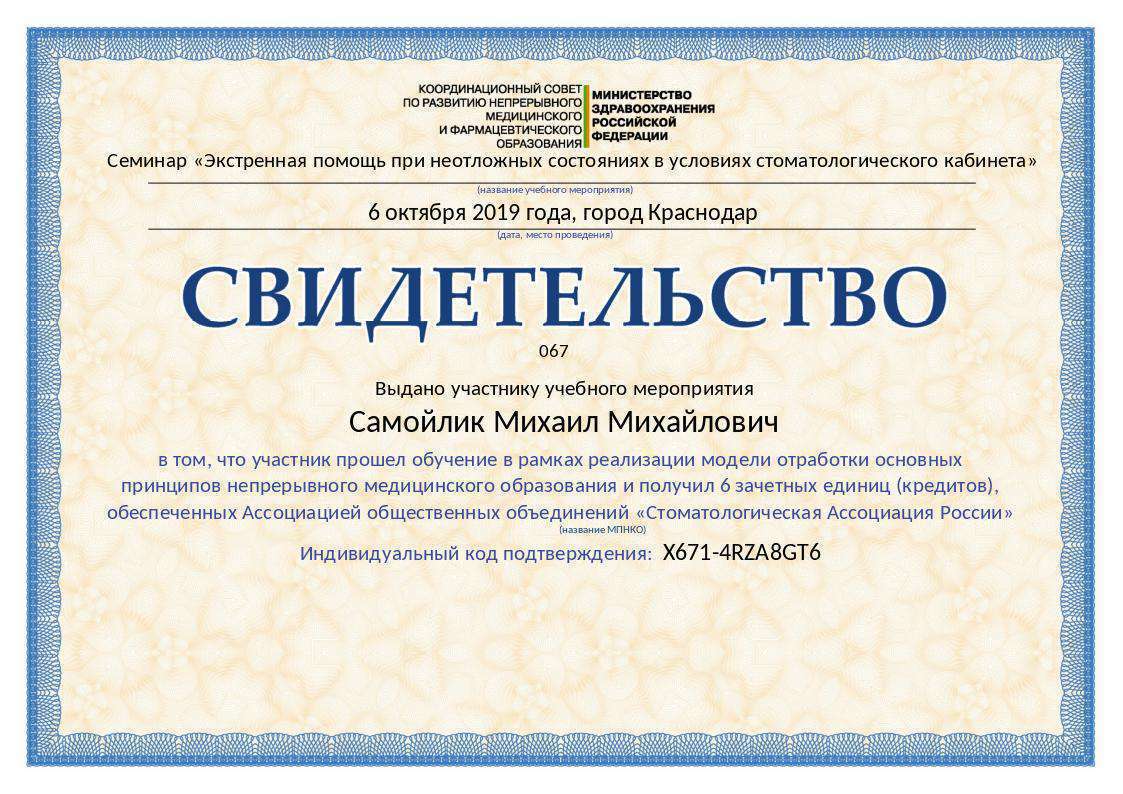 КООРДИНАЦИОННЫЙ СОВЕТ
ПО РАЗВИТИЮ НЕПРЕРЫВНОГО
МЕДИЦИНСКОГО
И ФАРМАЦЕВТИЧЕСКОГО
ОБРАЗОВАНИЯ
МИНИСТЕРСТВО
ЗДРАВООХРАНЕНИЯ
РОССИЙСКОЙ
ФЕДЕРАЦИИ
Семинар «Экстренная помощь при неотложных состояниях в условиях стоматологического кабинета»
(название учебного мероприятия)
6 октября 2019 года, город Краснодар
(дата, место проведения)
СВИДЕТЕЛЬСТВО
067
Выдано участнику учебного мероприятия
Самойлик Михаил Михайлович
в том, что участник прошел обучение в рамках реализации модели отработки основных
принципов непрерывного медицинского образования и получил 6 зачетных единиц (кредитов),
обеспеченных Ассоциацией общественных объединений «Стоматологическая Ассоциация России»
(название МПНКО)
Индивидуальный код подтверждения: X671-4RZA8GT6